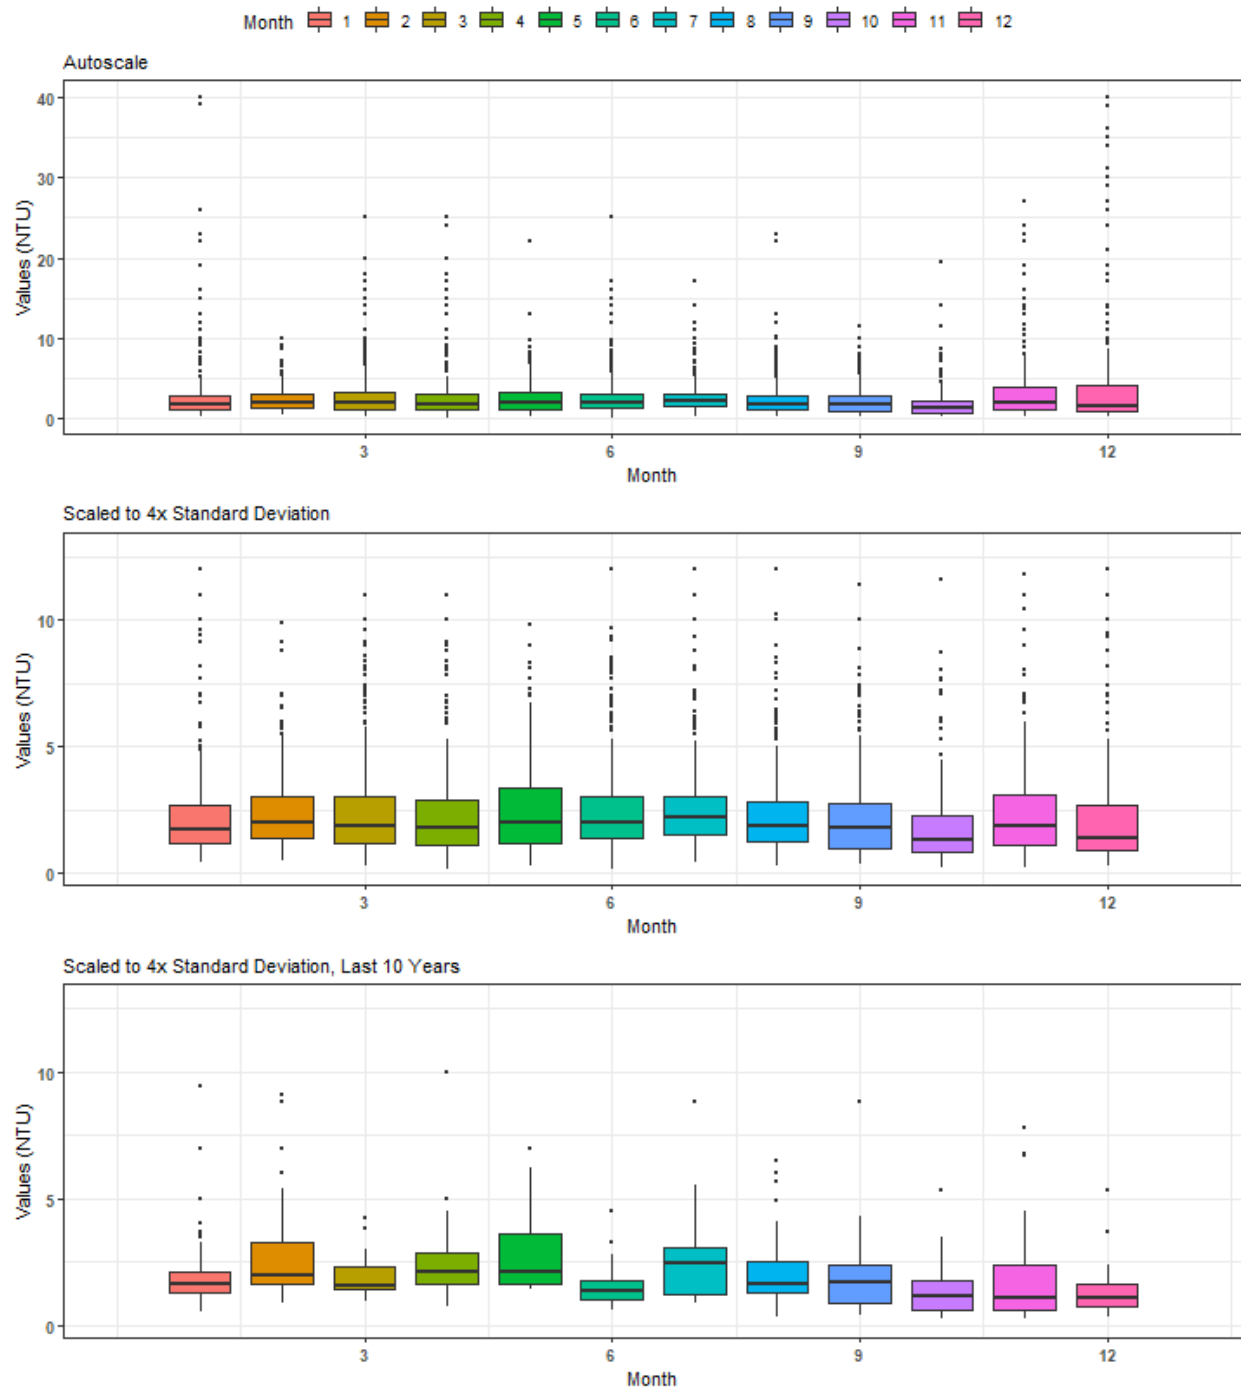 Month 1 2 3 4 5 6 7 8 9 10 11 12
Autoscale
40
30
20
10
0
Values (NTU)
3 6 9 12
Month
Scaled to 4x Standard Deviation
10
5
0
Values (NTU)
3 6 9 12
Month
Scaled to 4x Standard Deviation, Last 10 Years
10
5
0
Values (NTU)
3 6 9 12
Month